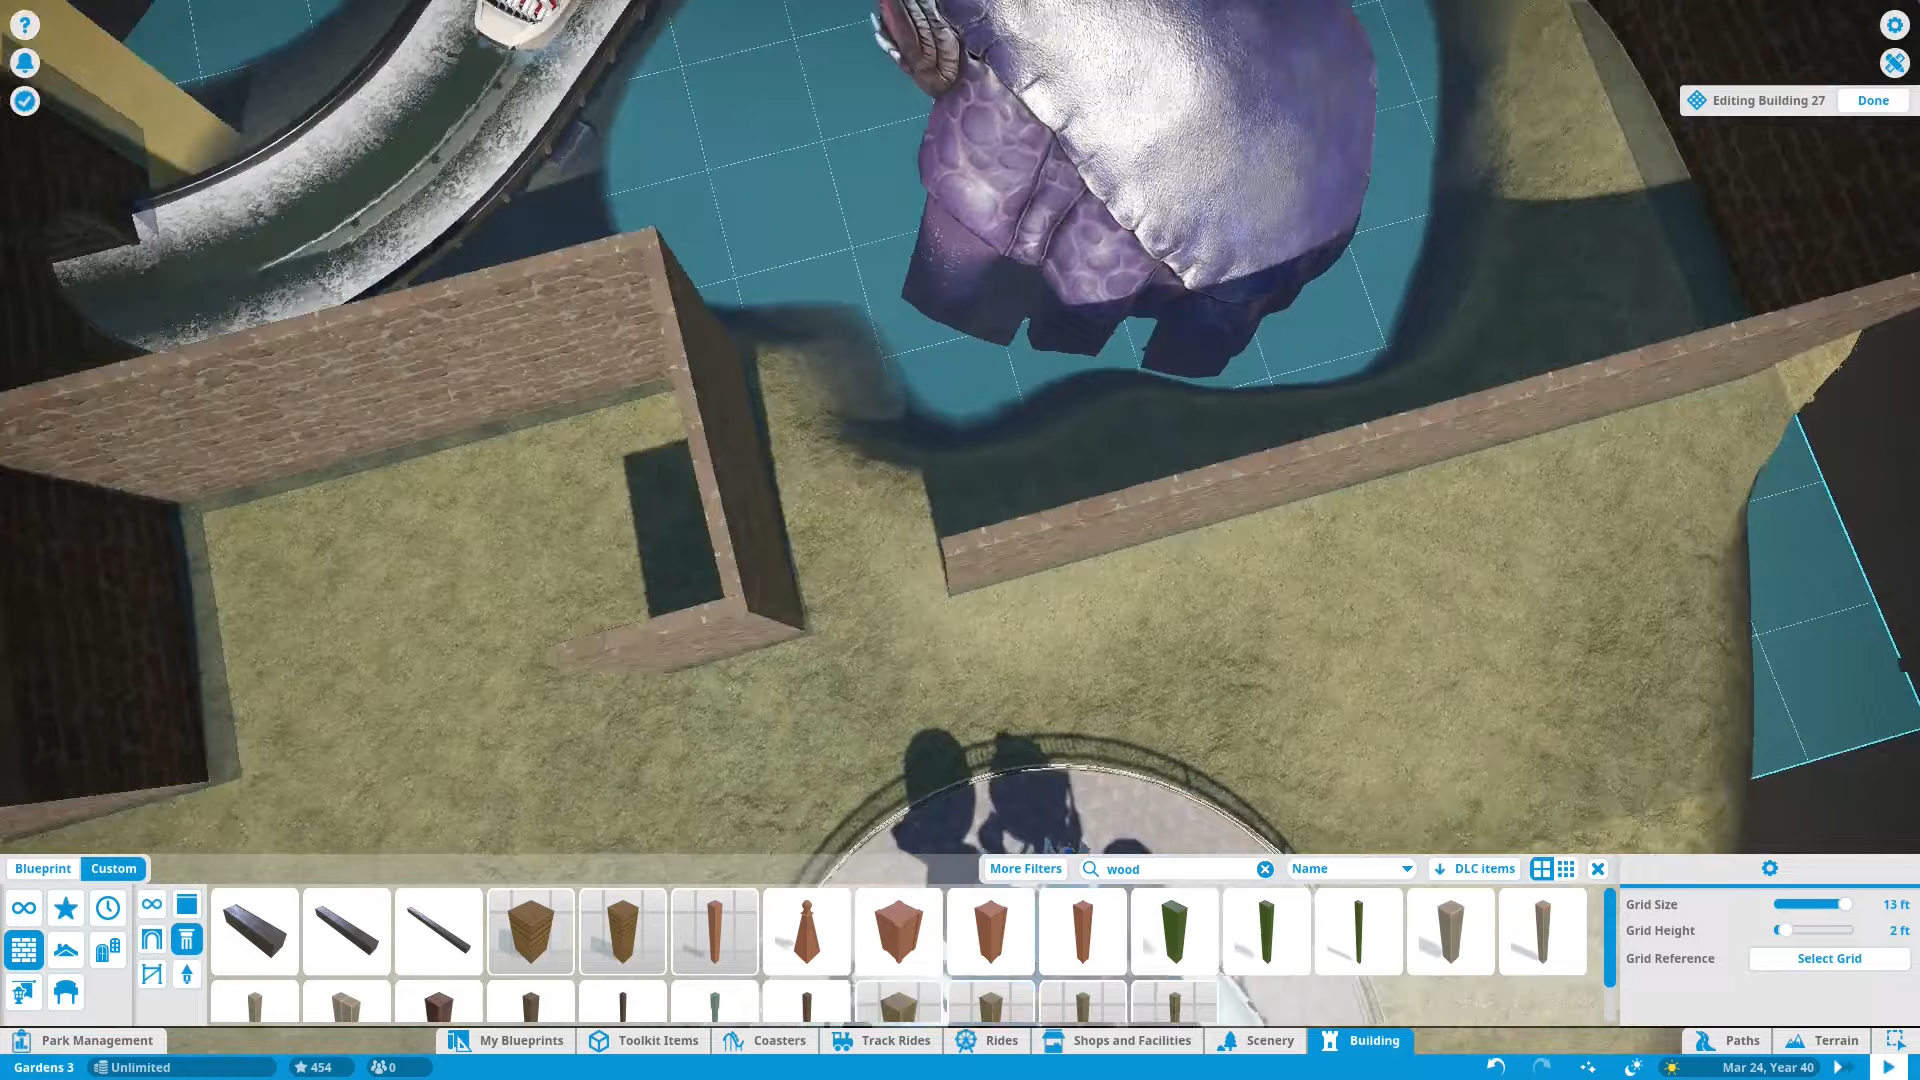 ?
Editing Building 27
Done
Blueprint
Custom
More Filters
wood
Name
DLC items
Grid Size
13 ft
Grid Height
2 ft
Grid Reference
Select Grid
Park Management
My Blueprints
Toolkit Items
Coasters
Track Rides
Rides
Shops and Facilities
Scenery
Building
Paths
Terrain
Gardens 3
Unlimited
454
0
Mar 24, Year 40